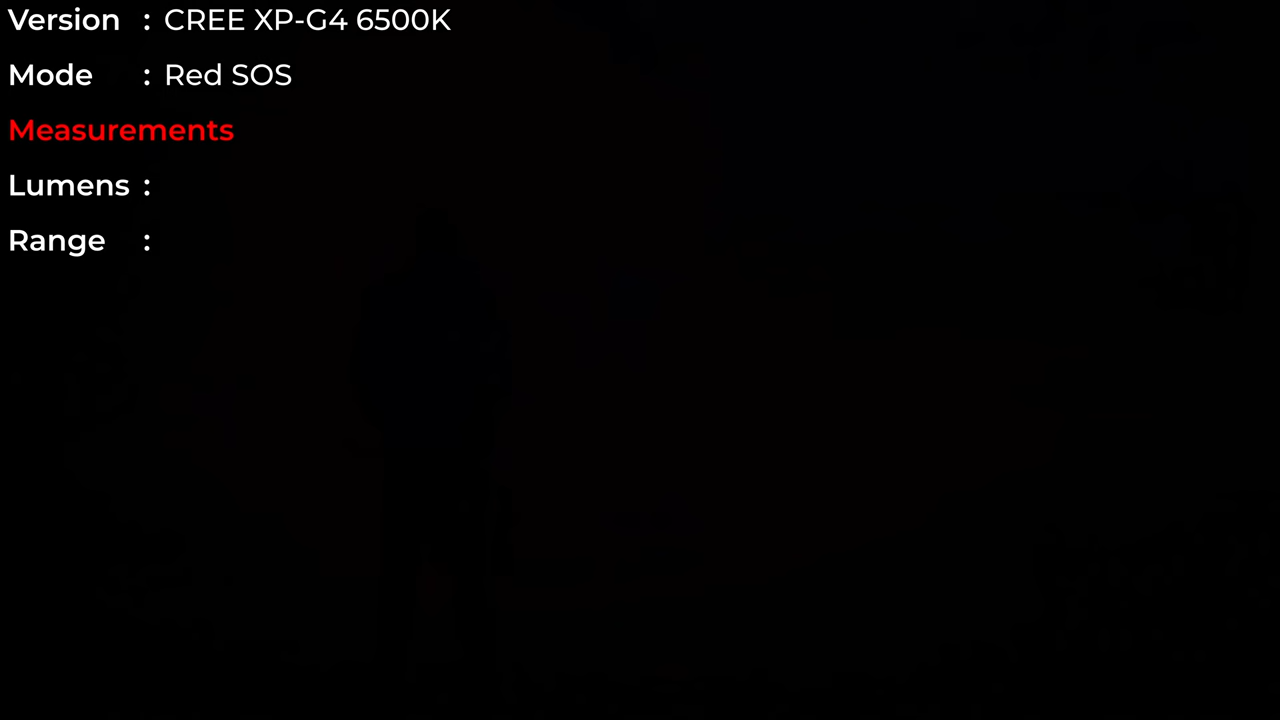 Version : CREE XP-G4 6500K
Mode : Red SOS
Measurements
Lumens :
Range :